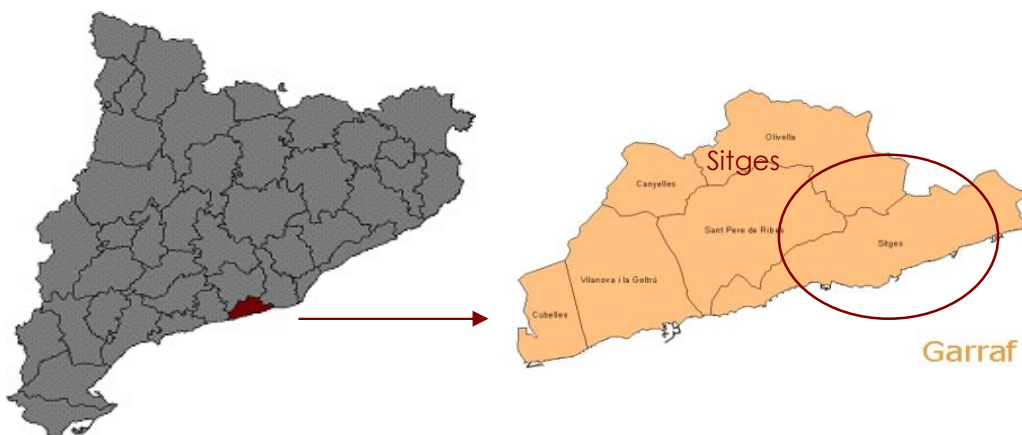 Olivella
Sitges
Canyelles
Sant Pere de Ribes
Sitges
Vilanova i la Geltrú
Cubelles
Garraf